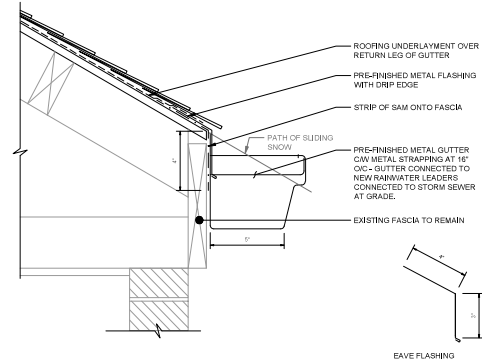 ROOFING UNDERLAYMENT OVER
RETURN LEG OF GUTTER
PRE-FINISHED METAL FLASHING
WITH DRIP EDGE
STRIP OF SAM ONTO FASCIA
PATH OF SLIDING
SNOW
PRE-FINISHED METAL GUTTER
C/W METAL STRAPPING AT 16"
O/C - GUTTER CONNECTED TO
NEW RAINWATER LEADERS
CONNECTED TO STORM SEWER
AT GRADE.
EXISTING FASCIA TO REMAIN
5"
4"
EAVE FLASHING